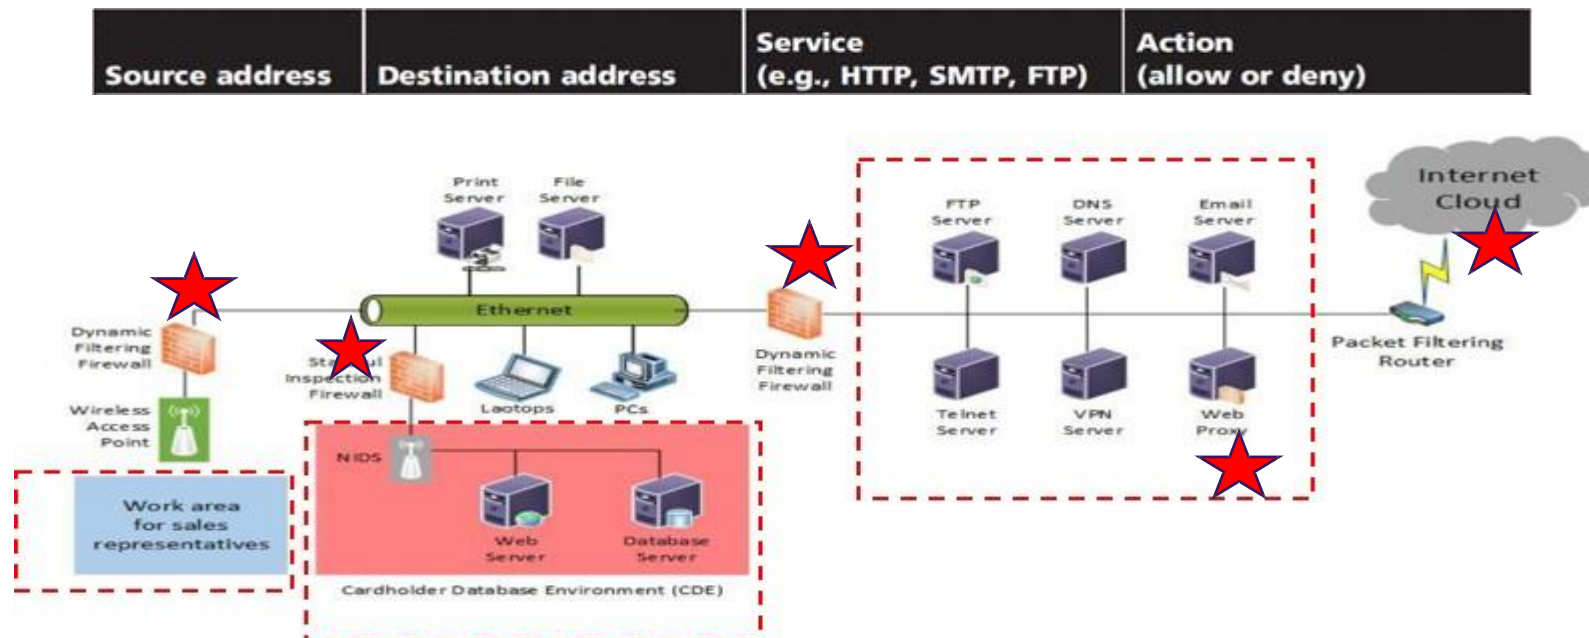 Source address
Destination address
Service
(e.g., HTTP, SMTP, FTP)
Action
(allow or deny)
Internet
Cloud
Print
Server
File
Server
FTP
Server
DNS
Server
Email
Server
Ethernet
Dynamic
Filtering
Firewall
Inspection
Firewall
Laotops
PCs
Dynamic
Filtering
Firewall
Packet Filtering
Router
Wireless
Access
Point
Telnet
Server
VPN
Server
Web
Proxy
NIDS
Work area
for sales
representatives
Web
Server
Database
Server
Cardholder Database Environment (CDE)